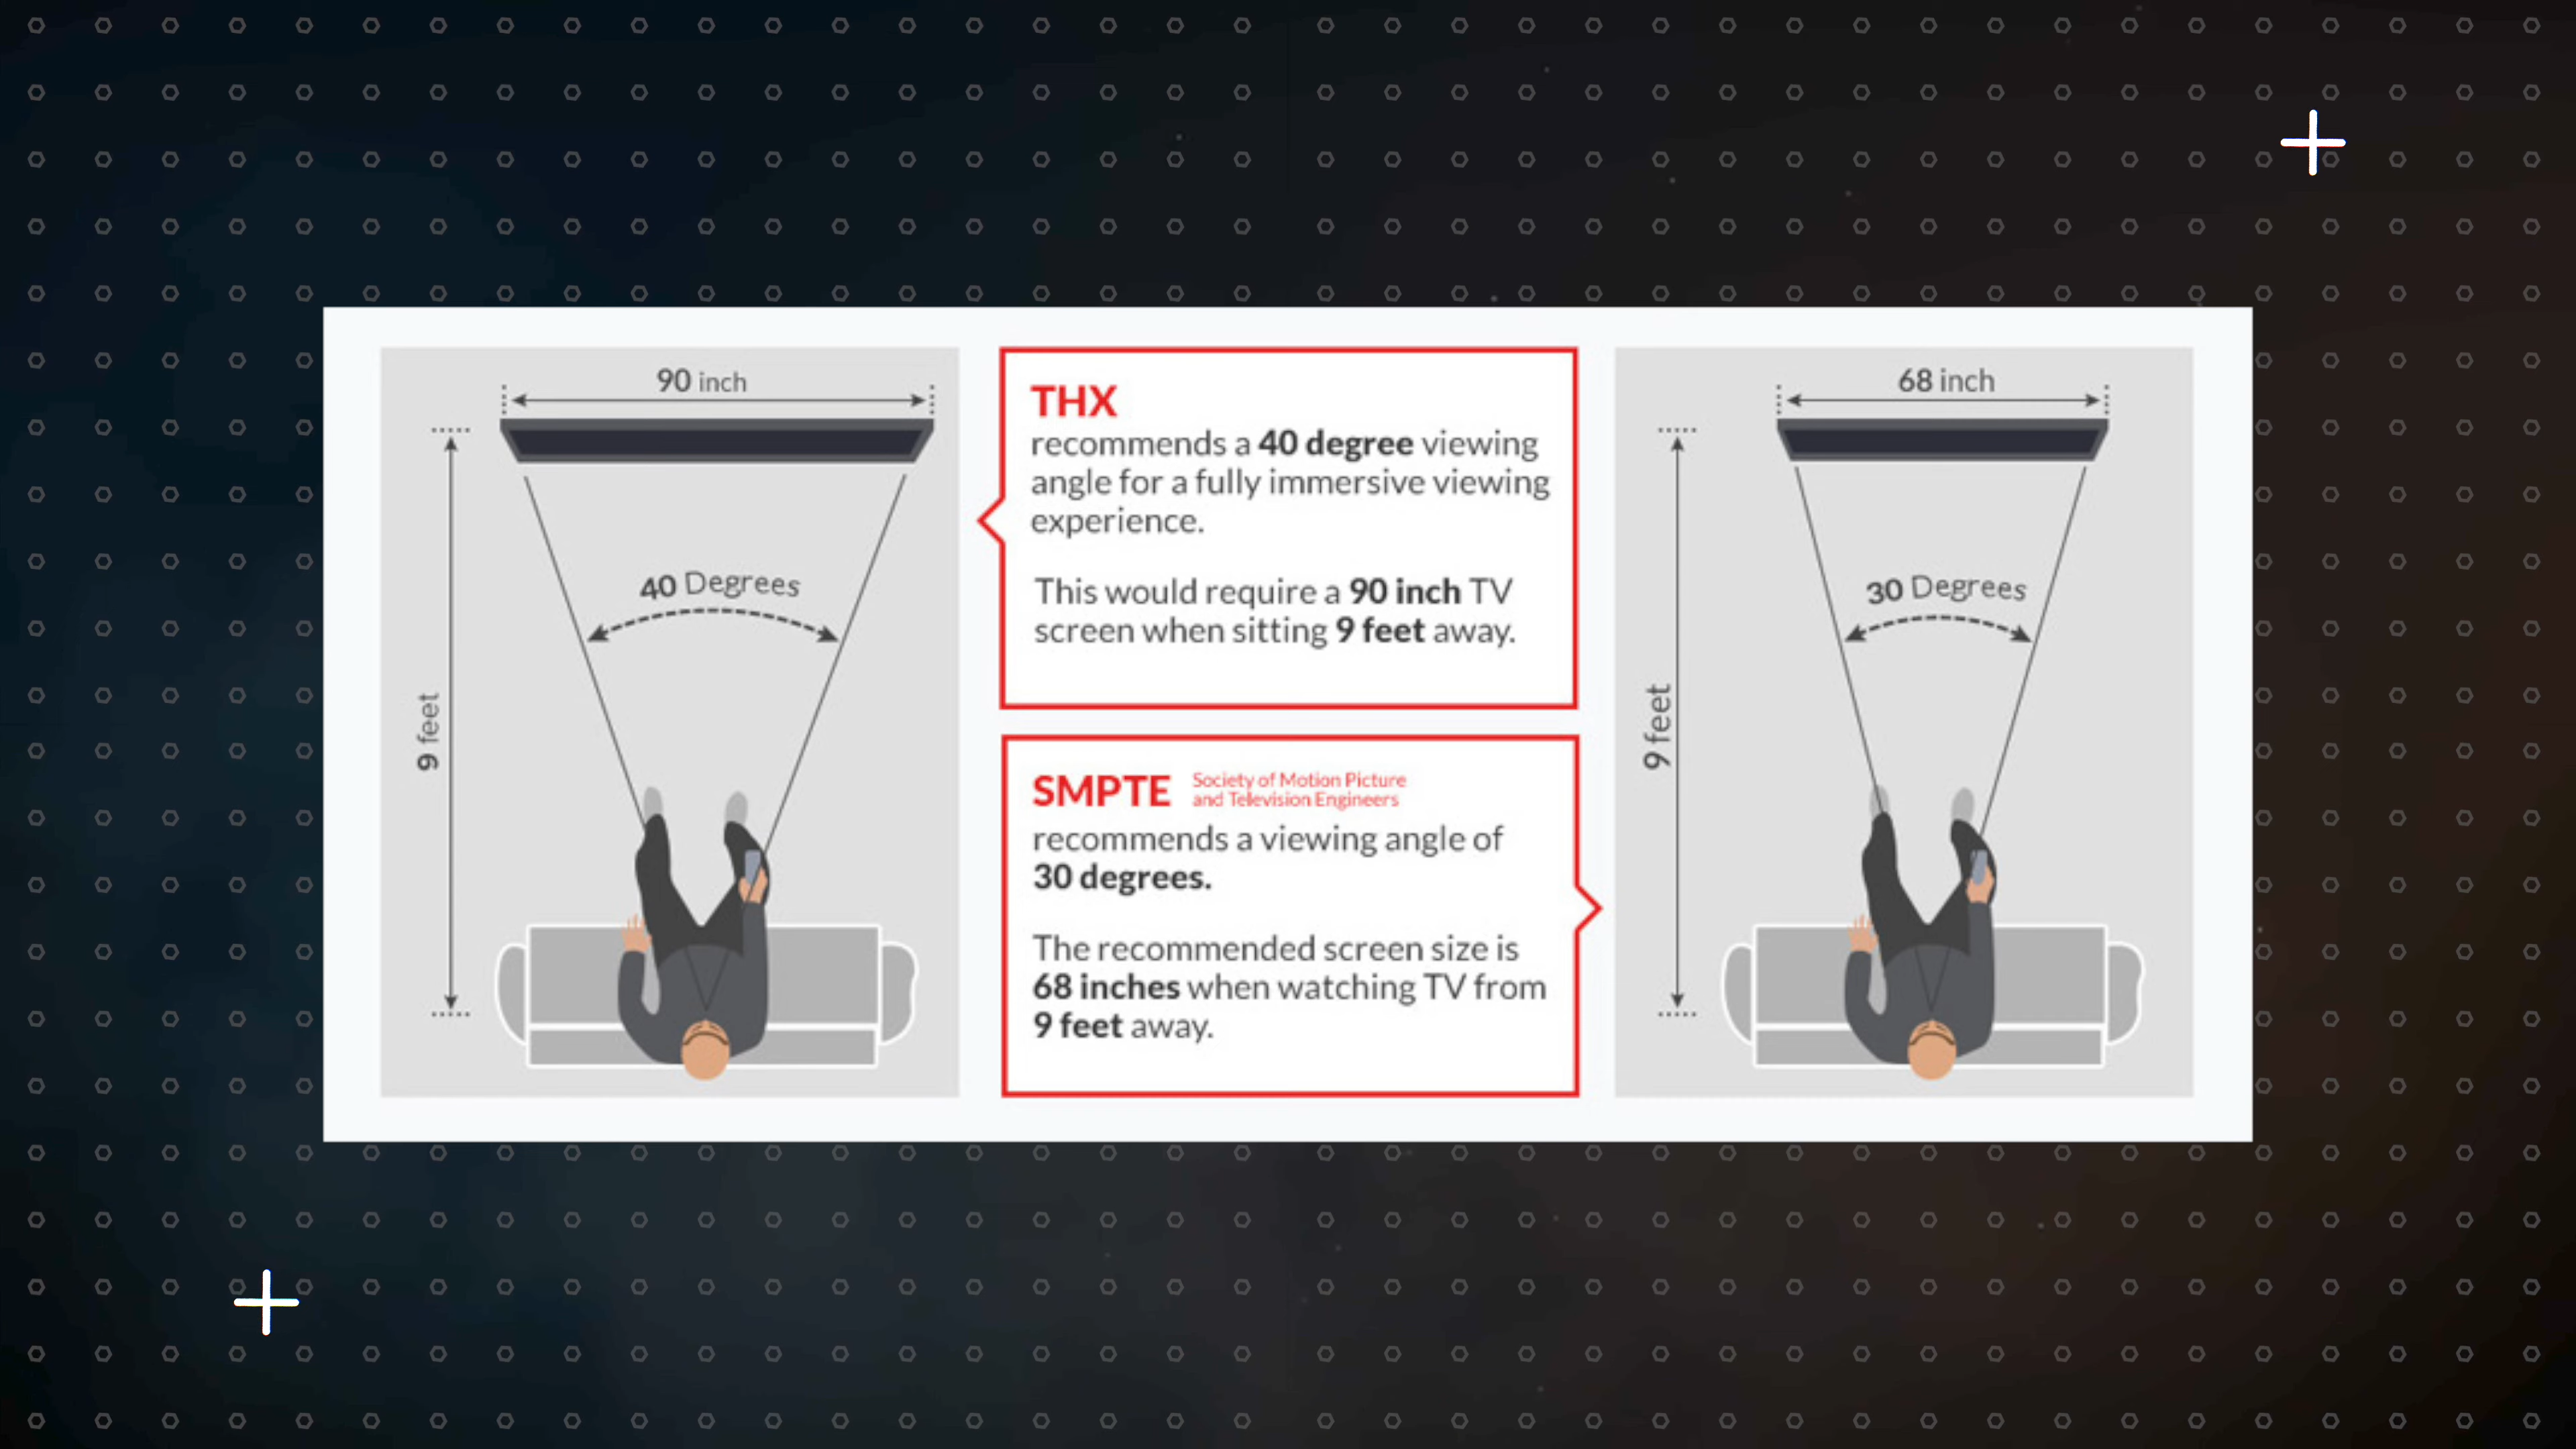 90 inch
40 Degrees
9 feet
THX
recommends a 40 degree viewing
angle for a fully immersive viewing
experience.
This would require a 90 inch TV
screen when sitting 9 feet away.
SMPTE Society of Motion Picture
and Television Engineers
recommends a viewing angle of
30 degrees.
The recommended screen size is
68 inches when watching TV from
9 feet away.
68 inch
30 Degrees
9 feet